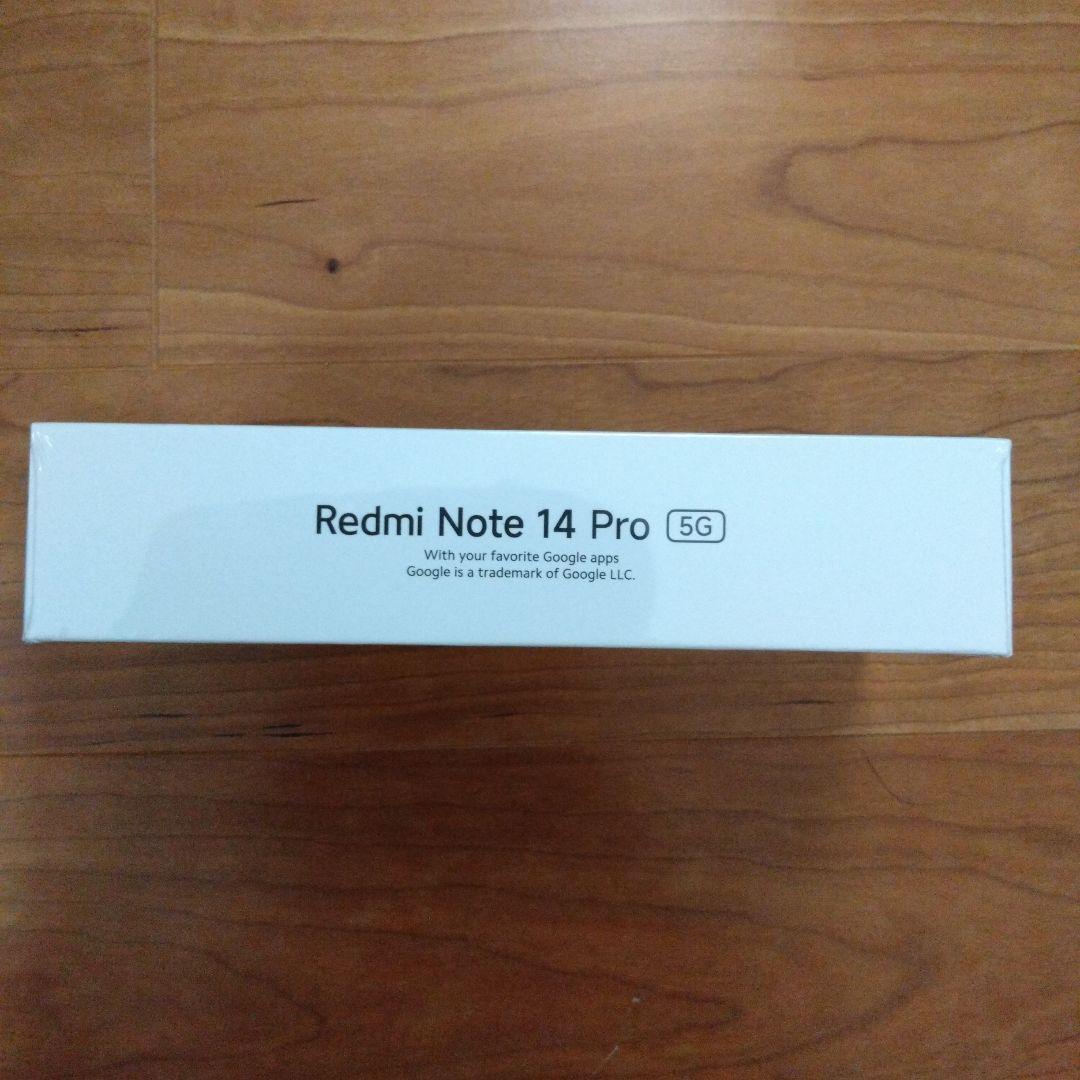 Redmi Note 14 Pro 5G
With your favorite Google apps
Google is a trademark of Google LLC.